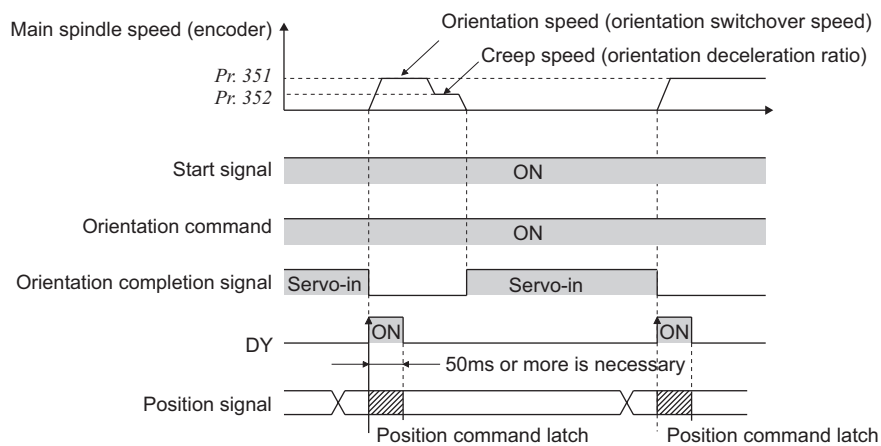 Orientation speed (orientation switchover speed)
Main spindle speed (encoder)
Creep speed (orientation deceleration ratio)
Pr. 351
Pr. 352
Start signal
ON
Orientation command
ON
Orientation completion signal
Servo-in
Servo-in
DY
ON
ON
50ms or more is necessary
Position signal
Position command latch
Position command latch